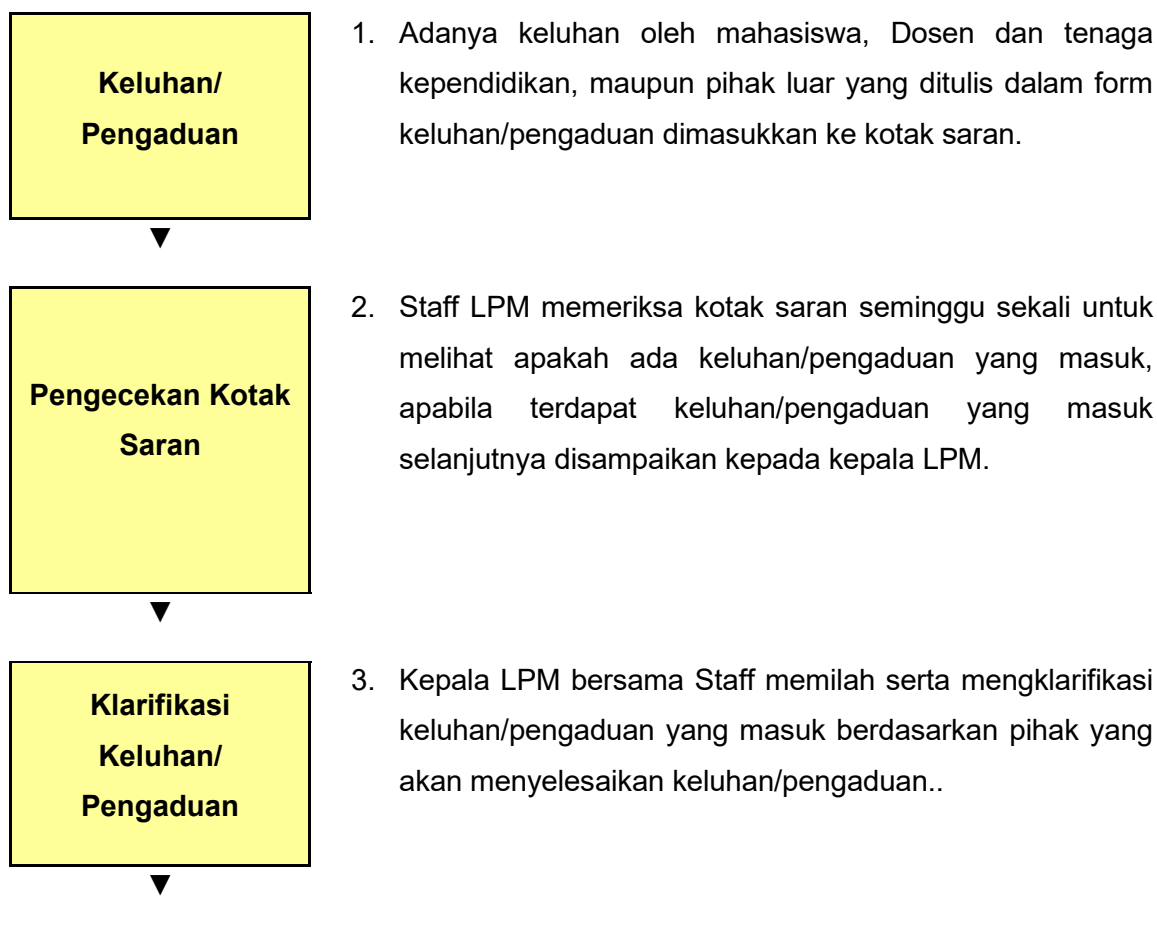 Keluhan/
Pengaduan
1. Adanya keluhan oleh mahasiswa, Dosen dan tenaga
kependidikan, maupun pihak luar yang ditulis dalam form
keluhan/pengaduan dimasukkan ke kotak saran.
▼
Pengecekan Kotak
Saran
2. Staff LPM memeriksa kotak saran seminggu sekali untuk
melihat apakah ada keluhan/pengaduan yang masuk,
apabila terdapat keluhan/pengaduan yang masuk
selanjutnya disampaikan kepada kepala LPM.
▼
Klarifikasi
Keluhan/
Pengaduan
3. Kepala LPM bersama Staff memilah serta mengklarifikasi
keluhan/pengaduan yang masuk berdasarkan pihak yang
akan menyelesaikan keluhan/pengaduan..
▼